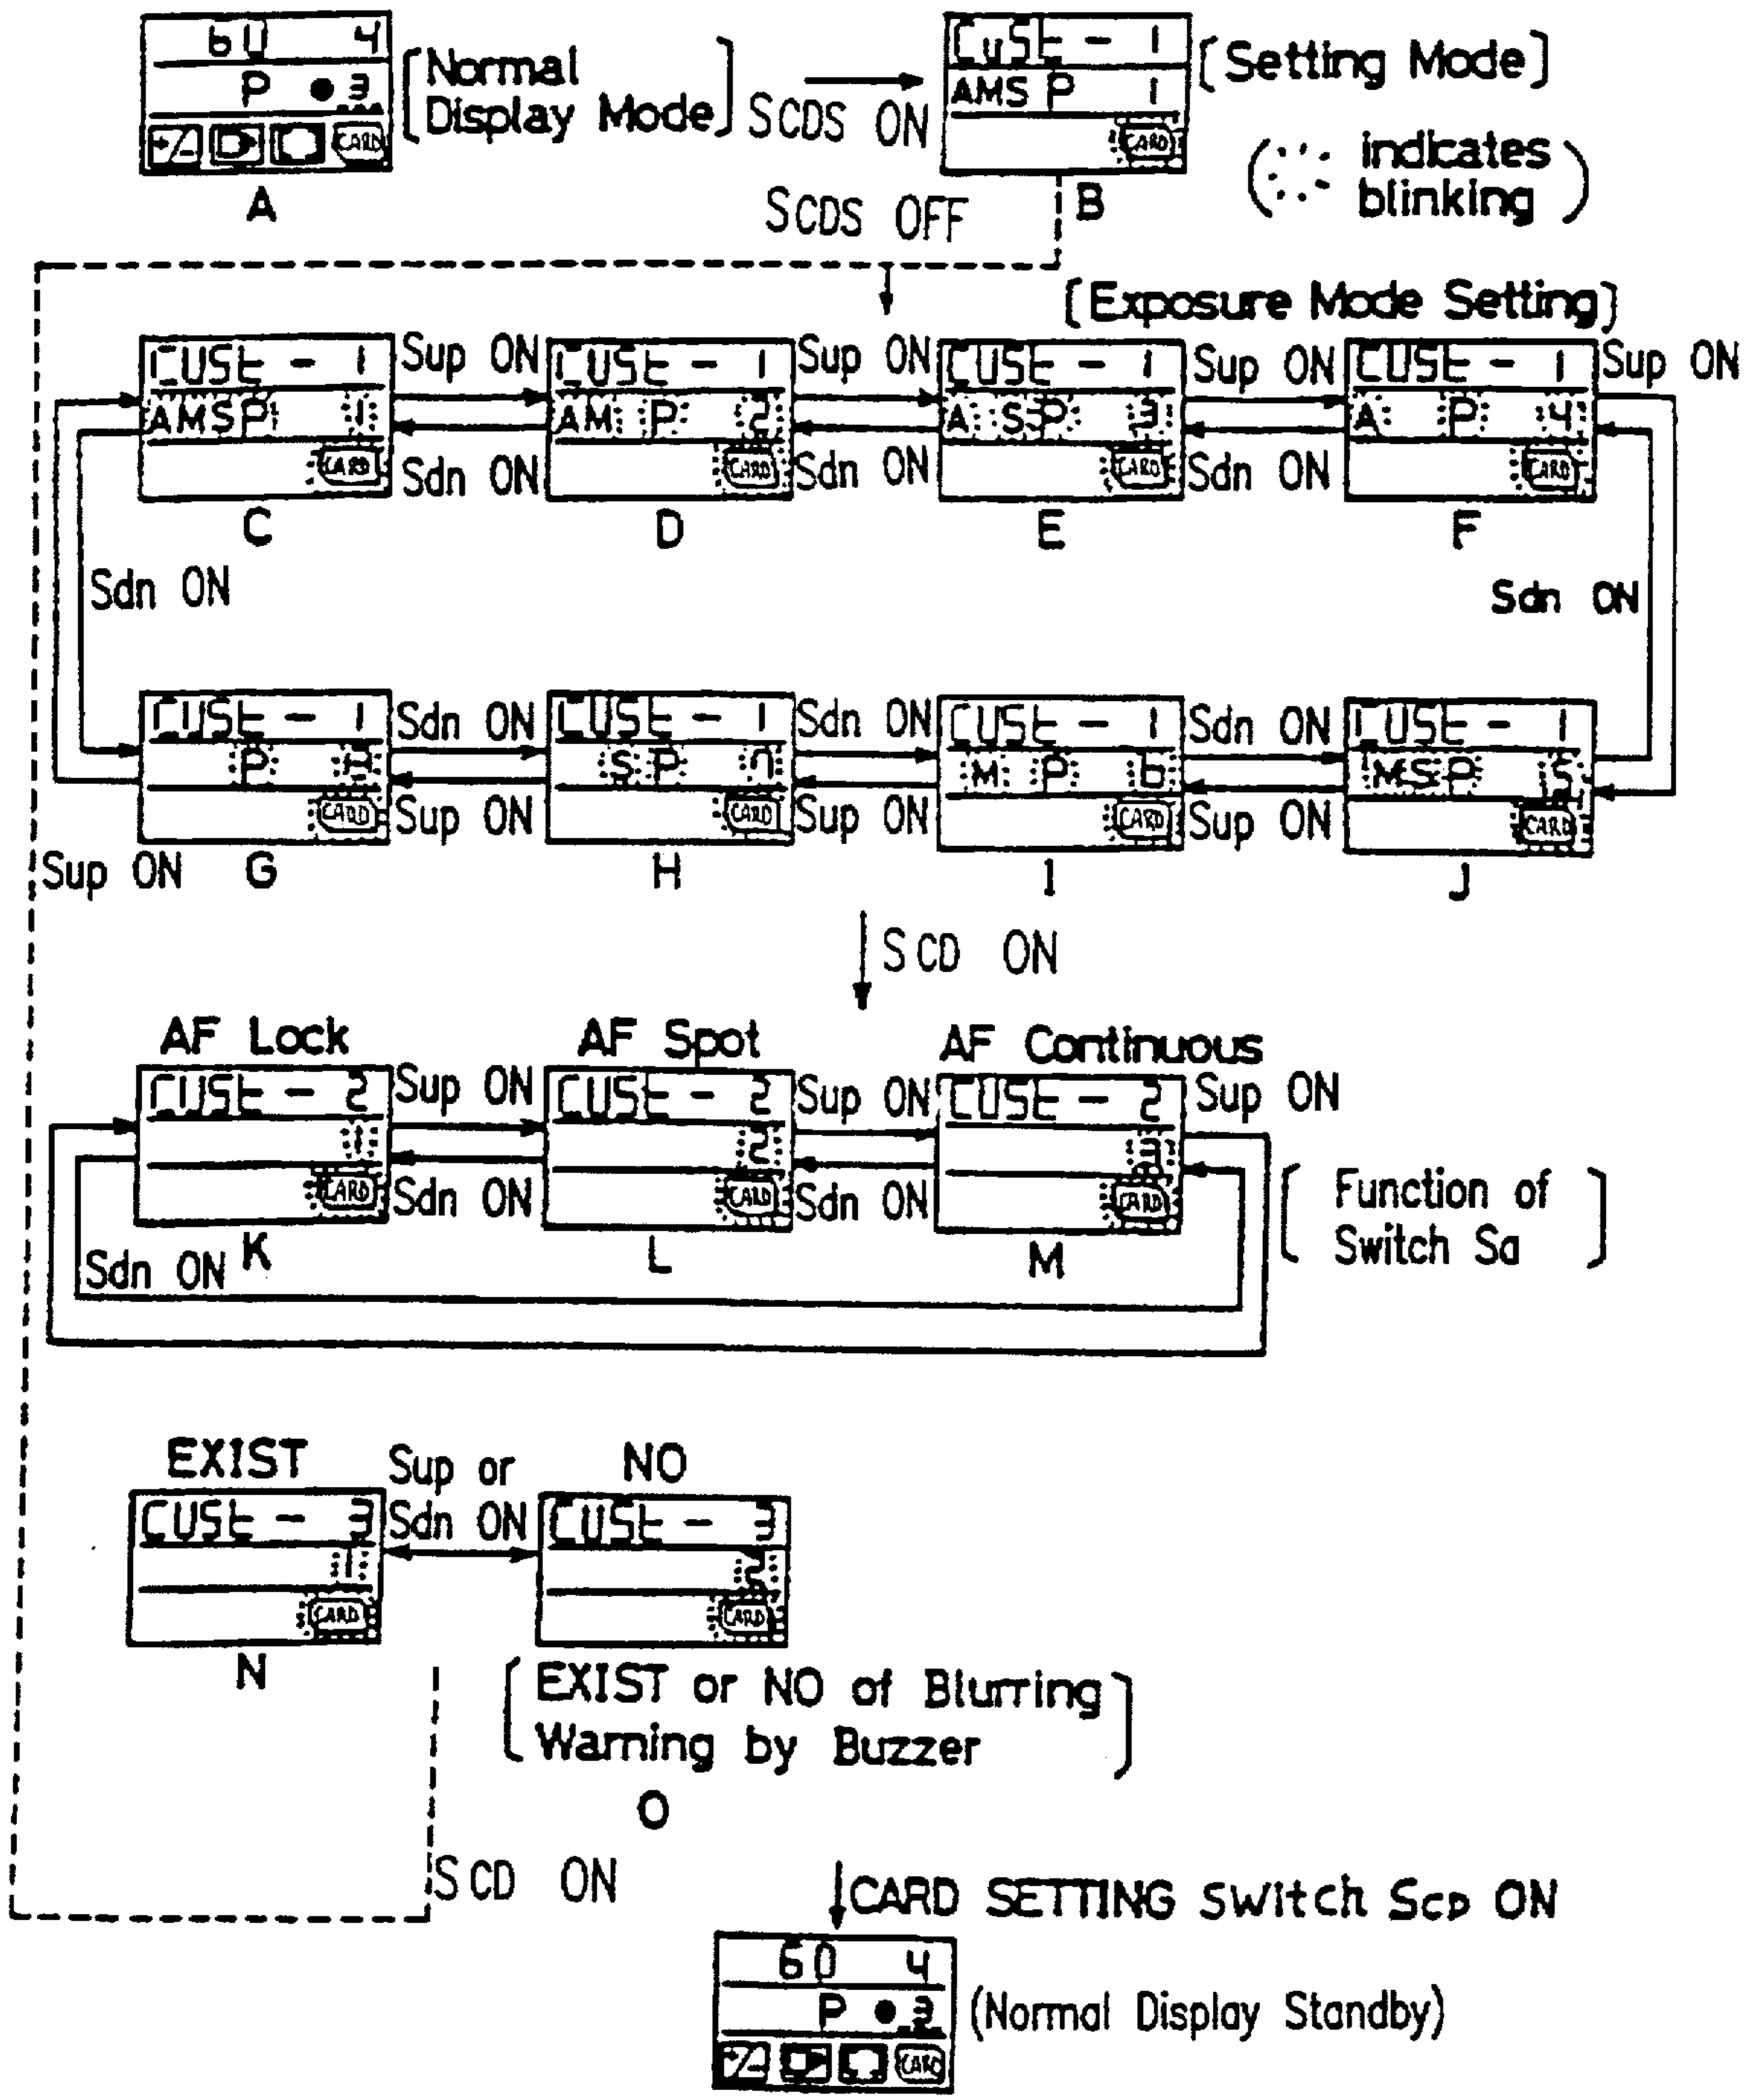 60 4
P ● 3
+/- CARD
A
[Normal
Display Mode]
SCDS ON
CuSt - 1
AMS P 1
CARD
B
[Setting Mode]
( indicates
blinking )
SCDS OFF
[Exposure Mode Setting]
CUSt - 1
AMSP 1
CARD
C
Sup ON
Sdn ON
CUSt - 1
AM P 2
CARD
D
Sup ON
Sdn ON
CUSt - 1
A SP 3
CARD
E
Sup ON
Sdn ON
CUSt - 1
A P 4
CARD
F
Sup ON
Sdn ON
Sdn ON
CUSt - 1
P 8
CARD
G
Sup ON
Sdn ON
Sup ON
CUSt - 1
S P 7
CARD
H
Sdn ON
Sup ON
CUSt - 1
M P 6
CARD
I
Sdn ON
Sup ON
CUSt - 1
MSP 5
CARD
J
SCD ON
AF Lock
CUSt - 2
1
CARD
K
Sup ON
Sdn ON
AF Spot
CUSt - 2
2
CARD
L
Sup ON
Sdn ON
AF Continuous
CUSt - 2
3
CARD
M
Sup ON
Sdn ON
[Function of
Switch Sa]
EXIST
CUSt - 3
1
CARD
N
Sup or
Sdn ON
NO
CUSt - 3
2
CARD
[EXIST or NO of Blurring
Warning by Buzzer]
O
SCD ON
CARD SETTING Switch SCD ON
60 4
P ● 3
+/- CARD
(Normal Display Standby)